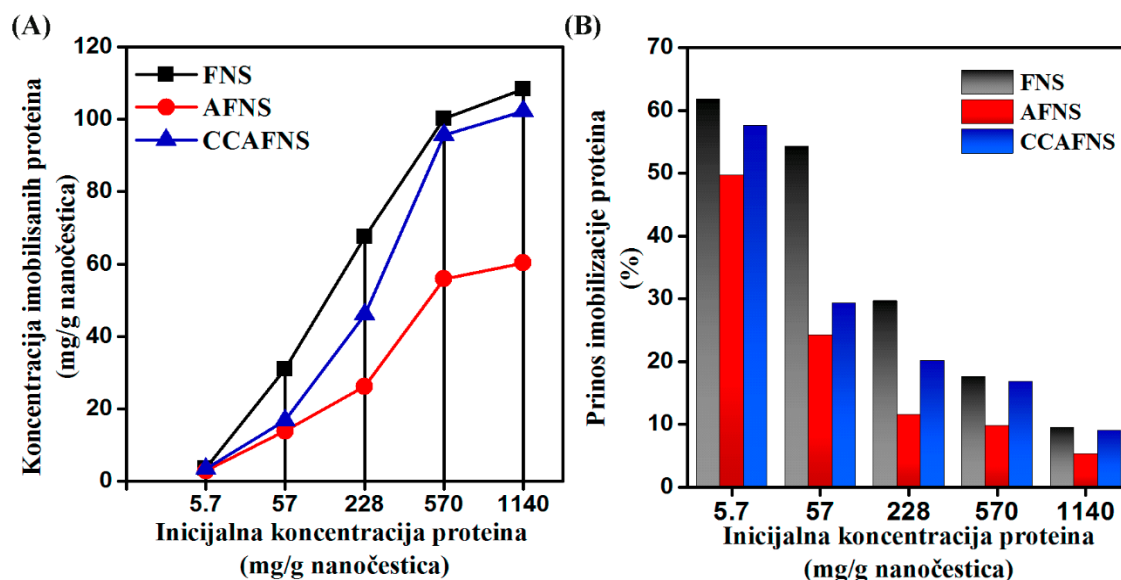 (A)
120
100
80
60
40
20
0
Koncentracija imobilisanih proteina
(mg/g nanočestica)
FNS
AFNS
CCAFNS
5.7 57 228 570 1140
Inicijalna koncentracija proteina
(mg/g nanočestica)
(B)
70
60
50
40
30
20
10
0
Prinos imobilizacije proteina
(%)
FNS
AFNS
CCAFNS
5.7 57 228 570 1140
Inicijalna koncentracija proteina
(mg/g nanočestica)